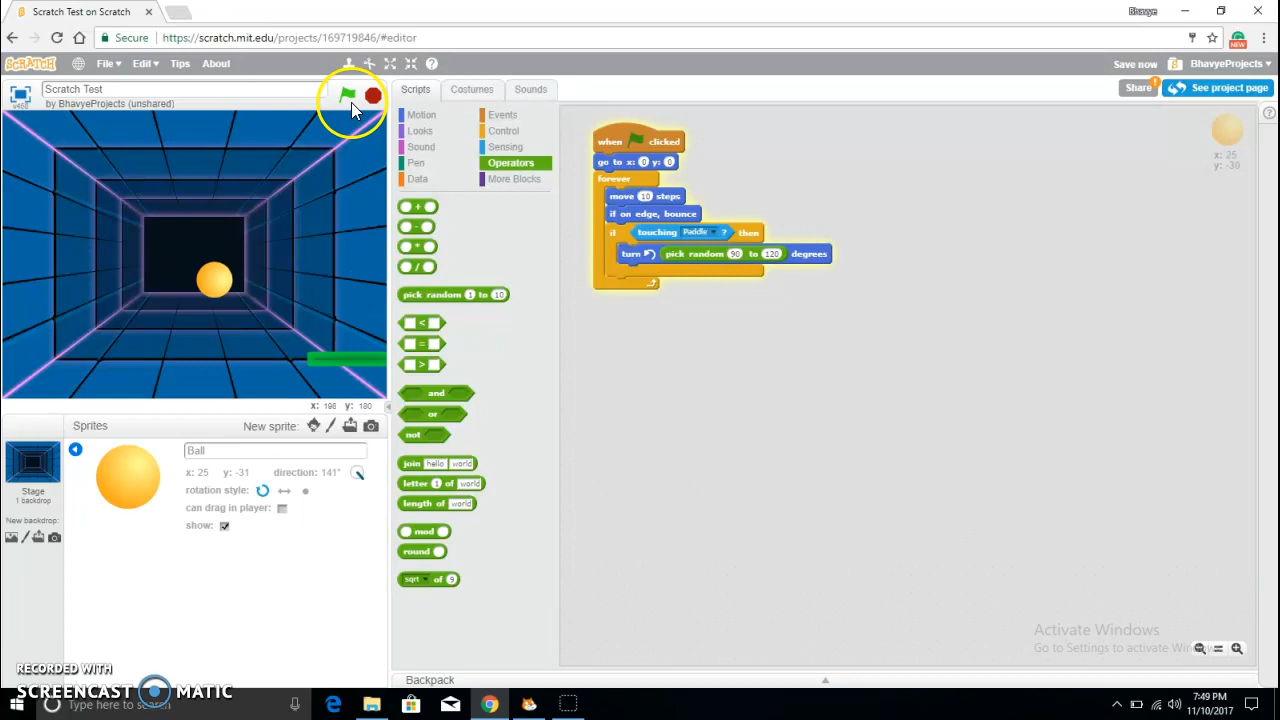 Scratch Test on Scratch
Bhavye
Secure https://scratch.mit.edu/projects/169719846/#editor
NEW
SCRATCH File Edit Tips About Save now BhavyeProjects
Scratch Test
by BhavyeProjects (unshared)
Scripts Costumes Sounds Share See project page
Motion Events
Looks Control
Sound Sensing
Pen Operators
Data More Blocks
+
-
*
/
pick random 1 to 10
<
=
>
and
or
not
join hello world
letter 1 of world
length of world
mod
round
sqrt of 9
when clicked
go to x: 0 y: 0
forever
move 10 steps
if on edge, bounce
if touching Paddle ? then
turn pick random 90 to 120 degrees
x: 25
y: -30
x: 198 y: 180
Sprites New sprite:
Stage
1 backdrop
New backdrop:
Ball
x: 25 y: -31 direction: 141°
rotation style:
can drag in player:
show:
Activate Windows
Go to Settings to activate Win
Backpack
RECORDED WITH
SCREENCAST MATIC
Type here to search
7:49 PM
11/10/2017